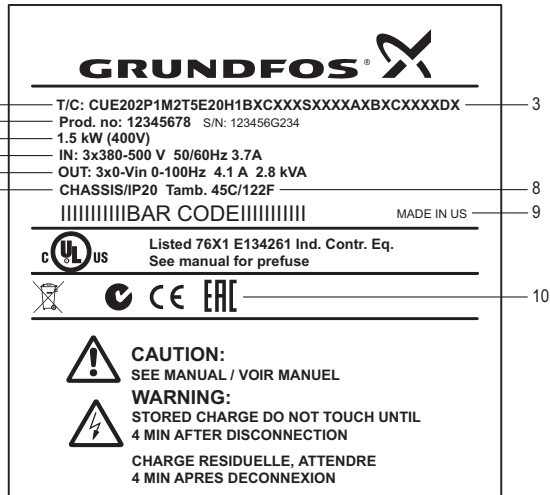 GRUNDFOS®
T/C: CUE202P1M2T5E20H1BXCXXXSXXXXAXBXCXXXXDX
3
Prod. no: 12345678 S/N: 123456G234
1.5 kW (400V)
IN: 3x380-500 V 50/60Hz 3.7A
OUT: 3x0-Vin 0-100Hz 4.1 A 2.8 kVA
CHASSIS/IP20 Tamb. 45C/122F
8
BAR CODE
MADE IN US
9
c UL US
Listed 76X1 E134261 Ind. Contr. Eq.
See manual for prefuse
CE EAC
10
CAUTION:
SEE MANUAL / VOIR MANUEL
WARNING:
STORED CHARGE DO NOT TOUCH UNTIL
4 MIN AFTER DISCONNECTION
CHARGE RESIDUELLE, ATTENDRE
4 MIN APRES DECONNEXION